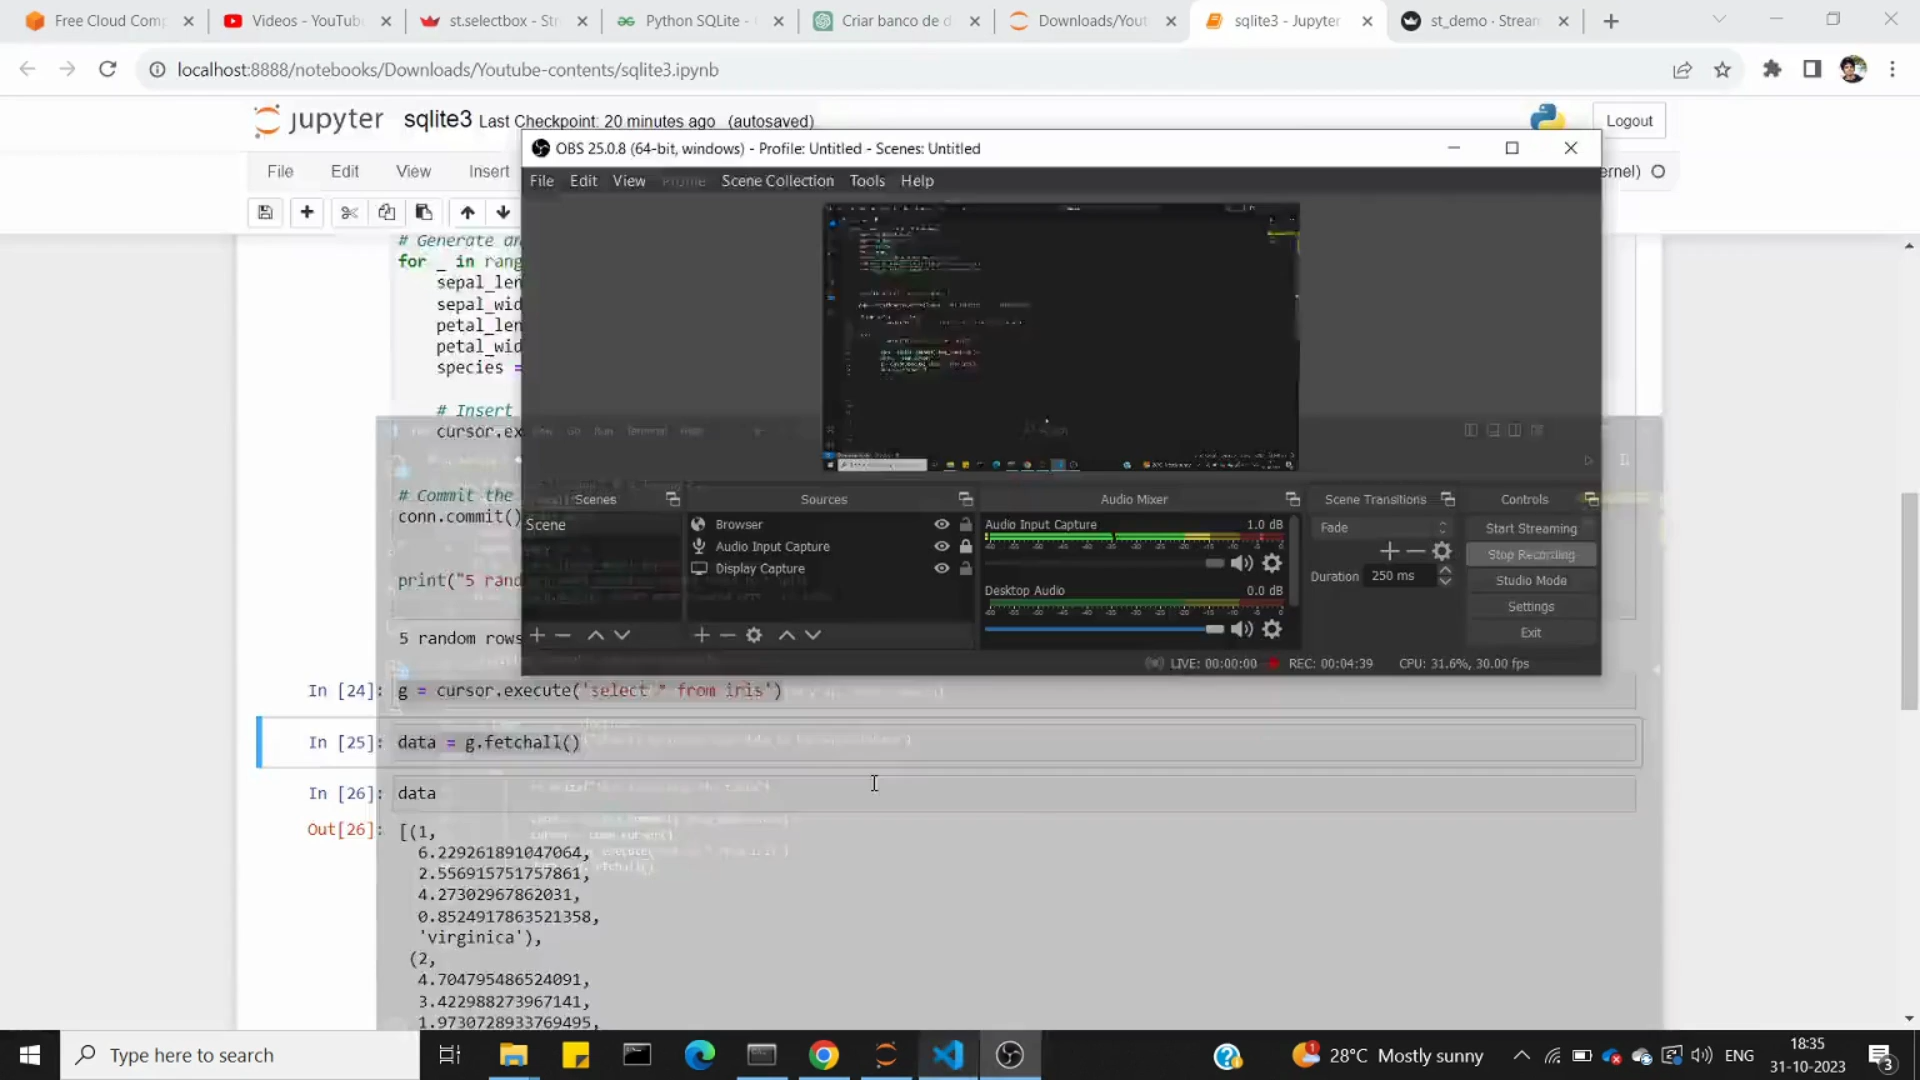 Free Cloud Comp
Videos - YouTube
st.selectbox - Str
Python SQLite -
Criar banco de d
Downloads/Yout
sqlite3 - Jupyter
st_demo · Stream
localhost:8888/notebooks/Downloads/Youtube-contents/sqlite3.ipynb
jupyter sqlite3 Last Checkpoint: 20 minutes ago (autosaved)
Logout
File Edit View Insert
ernel)
OBS 25.0.8 (64-bit, windows) - Profile: Untitled - Scenes: Untitled
File Edit View Profile Scene Collection Tools Help
# Generate an
for _ in rang
sepal_len
sepal_wid
petal_len
petal_wid
species =
# Insert
cursor.ex
# Commit the
conn.commit()
print("5 rand
5 random rows
Scenes
Scene
Sources
Browser
Audio Input Capture
Display Capture
Audio Mixer
Audio Input Capture 1.0 dB
Desktop Audio 0.0 dB
Scene Transitions
Fade
Duration 250 ms
Controls
Start Streaming
Stop Recording
Studio Mode
Settings
Exit
LIVE: 00:00:00 REC: 00:04:39 CPU: 31.6%, 30.00 fps
In [24]: g = cursor.execute('select * from iris')
In [25]: data = g.fetchall()
In [26]: data
Out[26]: [(1,
6.229261891047064,
2.556915751757861,
4.27302967862031,
0.8524917863521358,
'virginica'),
(2,
4.704795486524091,
3.422988273967141,
1.9730728933769495,
Type here to search
28°C Mostly sunny
ENG
18:35
31-10-2023
3